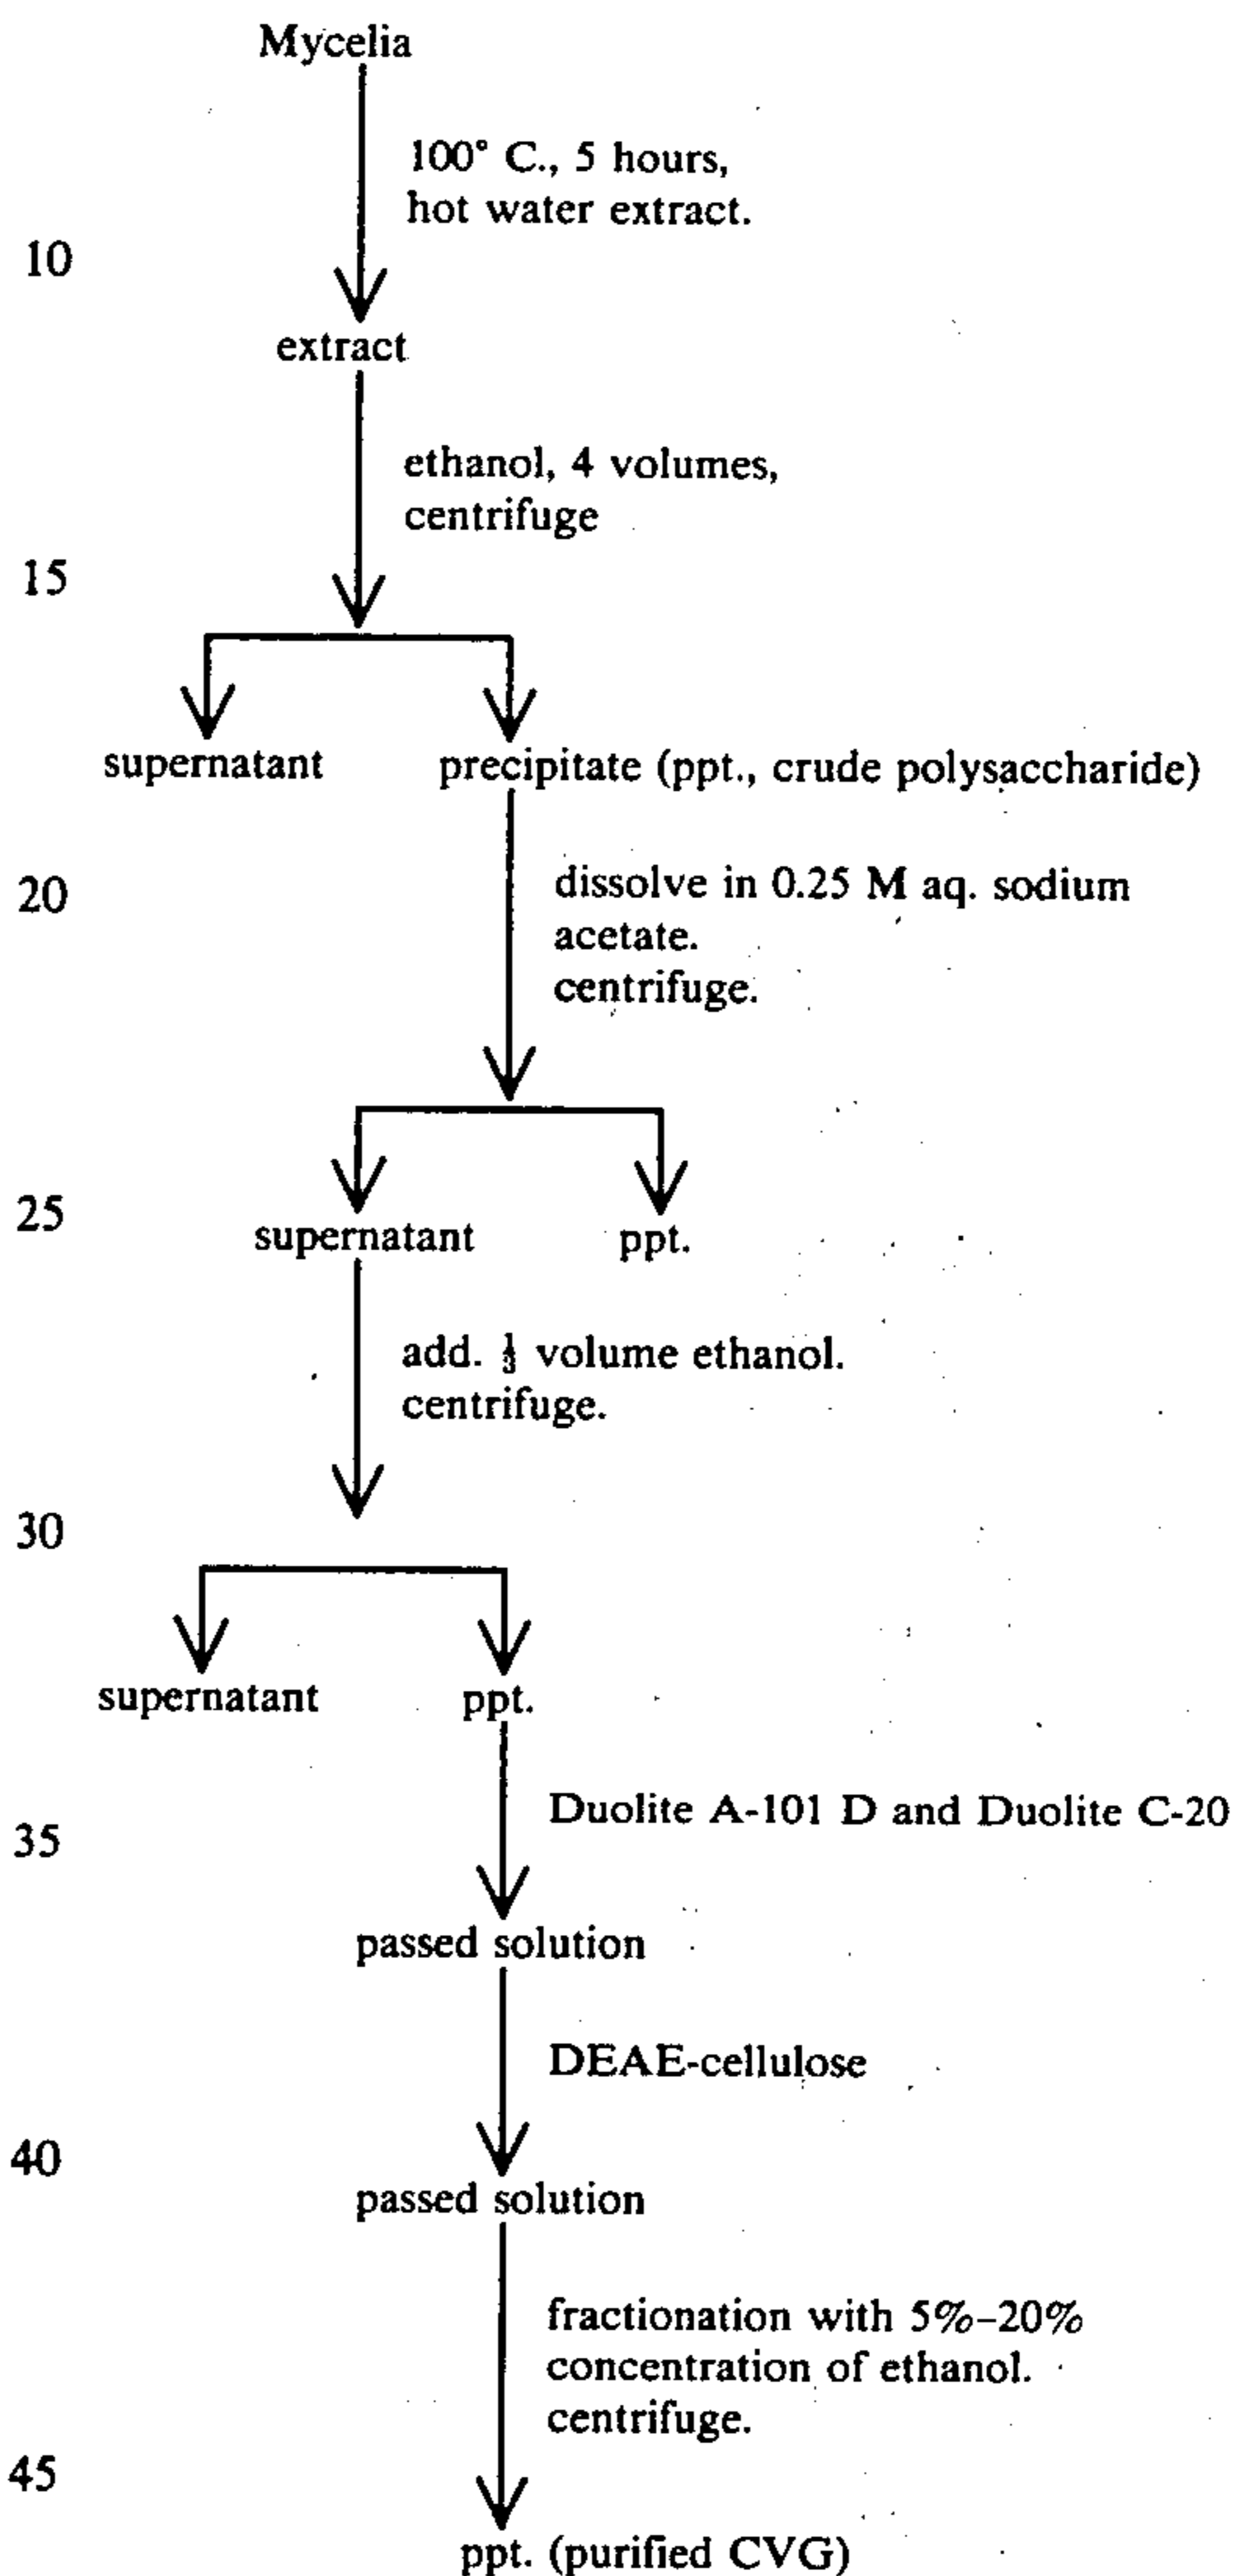 Mycelia
100° C., 5 hours,
hot water extract.
10
extract
ethanol, 4 volumes,
centrifuge
15
supernatant precipitate (ppt., crude polysaccharide)
20 dissolve in 0.25 M aq. sodium
acetate.
centrifuge.
25
supernatant ppt.
add. ⅓ volume ethanol.
centrifuge.
30
supernatant ppt.
Duolite A-101 D and Duolite C-20
35
passed solution
DEAE-cellulose
40
passed solution
fractionation with 5%–20%
concentration of ethanol.
centrifuge.
45
ppt. (purified CVG)